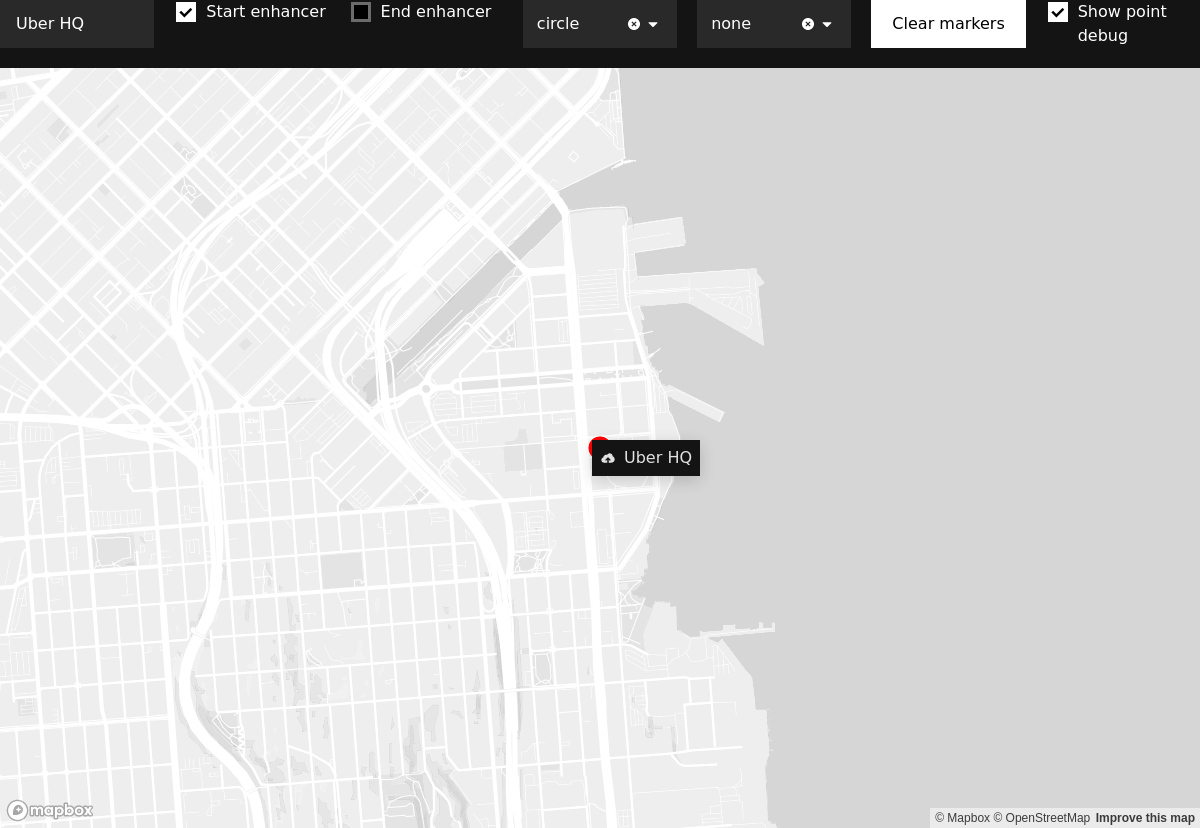 Uber HQ
Start enhancer
End enhancer
circle
none
Clear markers
Show point
debug
Uber HQ
mapbox
© Mapbox © OpenStreetMap Improve this map